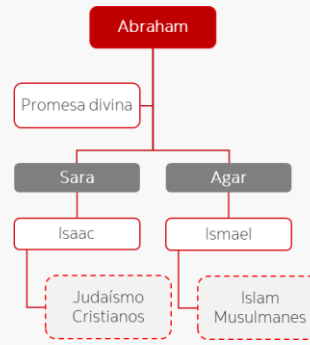 Abraham
Promesa divina
Sara
Agar
Isaac
Ismael
Judaísmo
Cristianos
Islam
Musulmanes